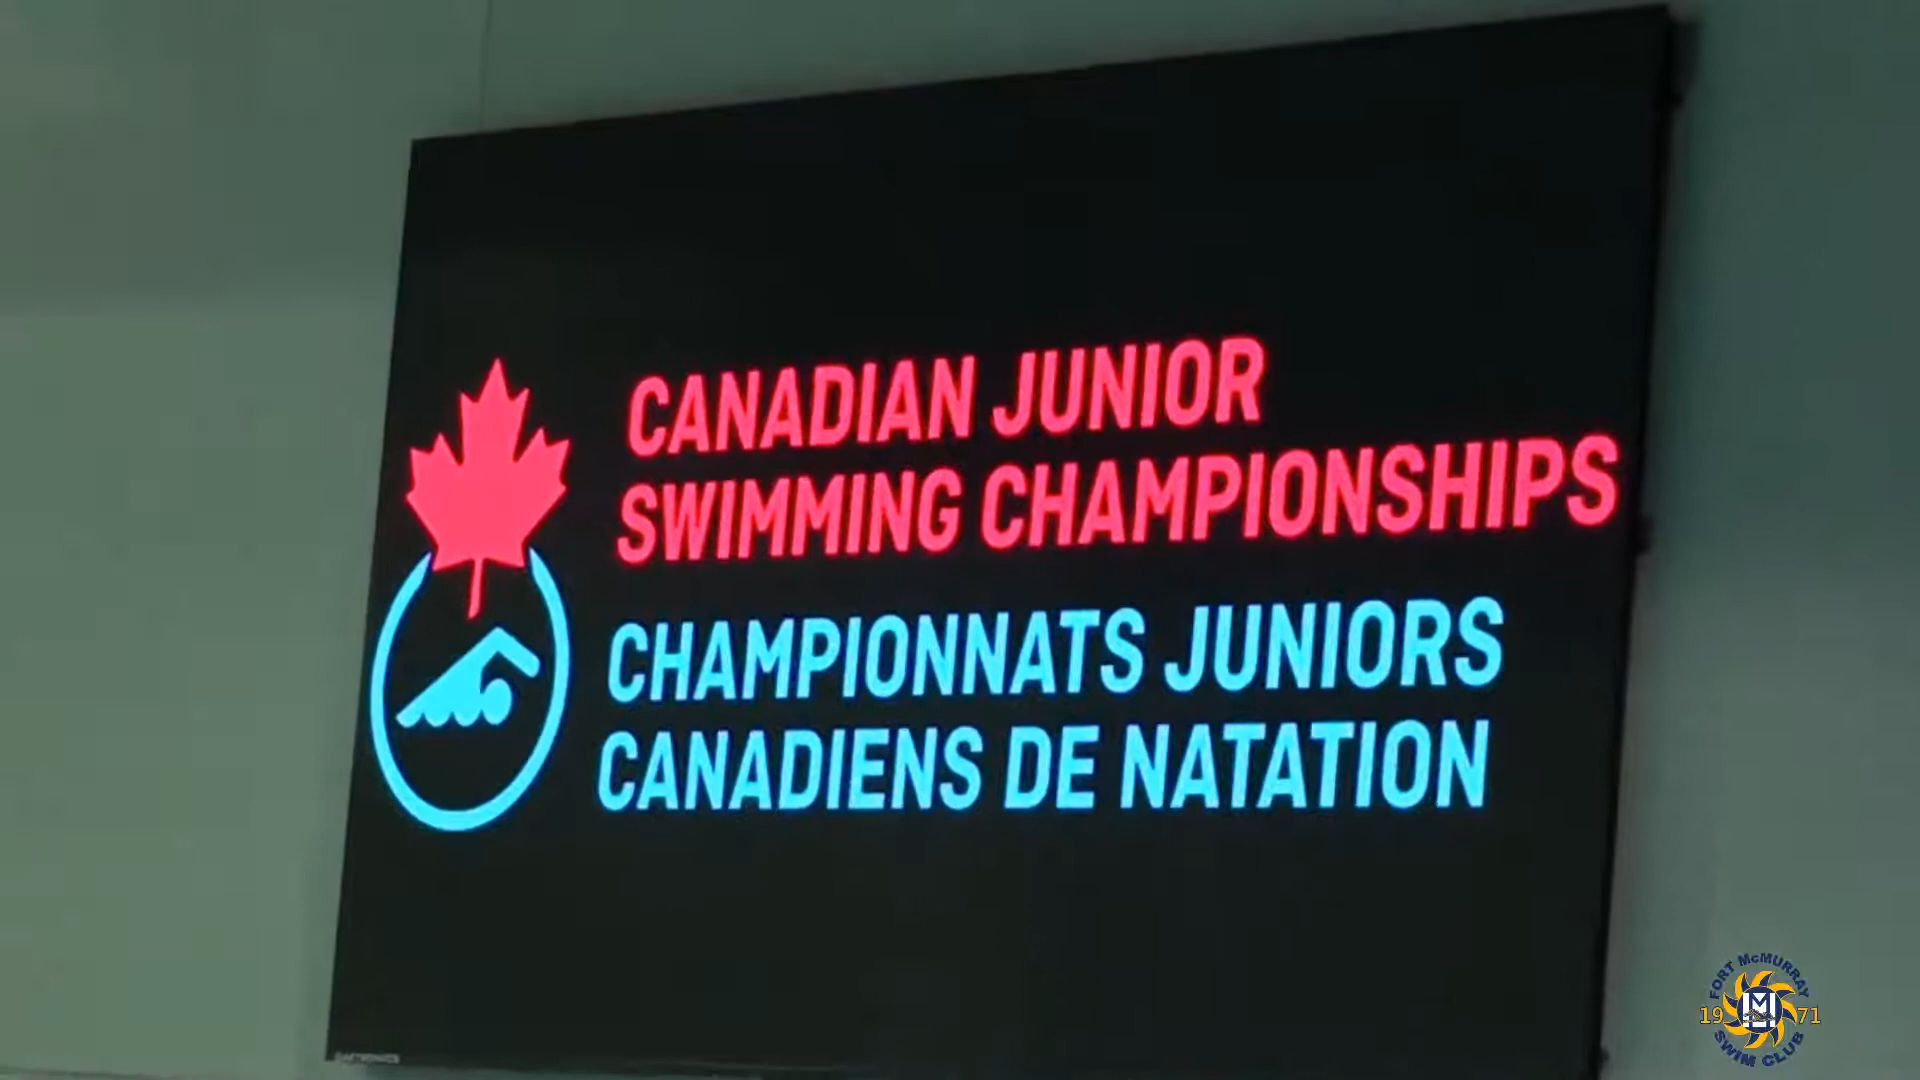 CANADIAN JUNIOR
SWIMMING CHAMPIONSHIPS
CHAMPIONNATS JUNIORS
CANADIENS DE NATATION
FORT McMURRAY
19 71
SWIM CLUB